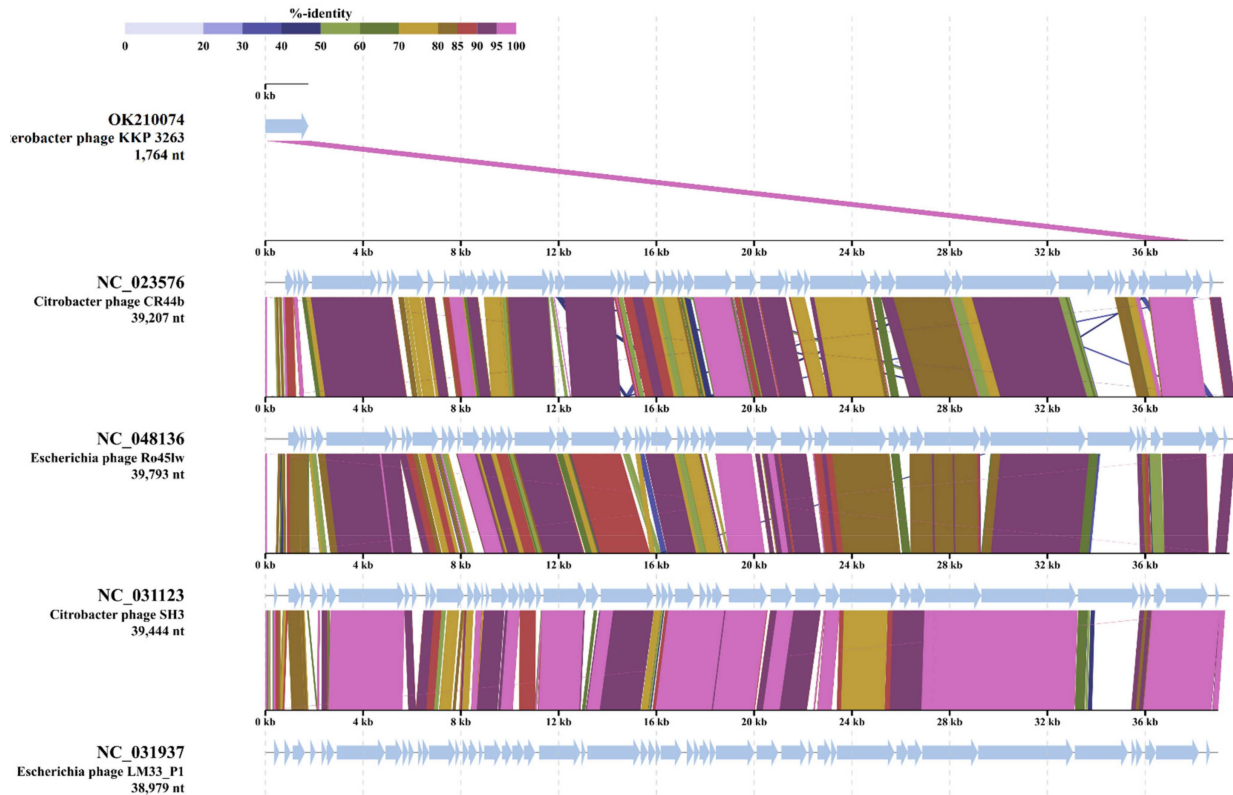 %-identity
0 20 30 40 50 60 70 80 85 90 95 100
0 kb
OK210074
erobacter phage KKP 3263
1,764 nt
0 kb 4 kb 8 kb 12 kb 16 kb 20 kb 24 kb 28 kb 32 kb 36 kb
NC_023576
Citrobacter phage CR44b
39,207 nt
0 kb 4 kb 8 kb 12 kb 16 kb 20 kb 24 kb 28 kb 32 kb 36 kb
NC_048136
Escherichia phage Ro45lw
39,793 nt
0 kb 4 kb 8 kb 12 kb 16 kb 20 kb 24 kb 28 kb 32 kb 36 kb
NC_031123
Citrobacter phage SH3
39,444 nt
0 kb 4 kb 8 kb 12 kb 16 kb 20 kb 24 kb 28 kb 32 kb 36 kb
NC_031937
Escherichia phage LM33_P1
38,979 nt